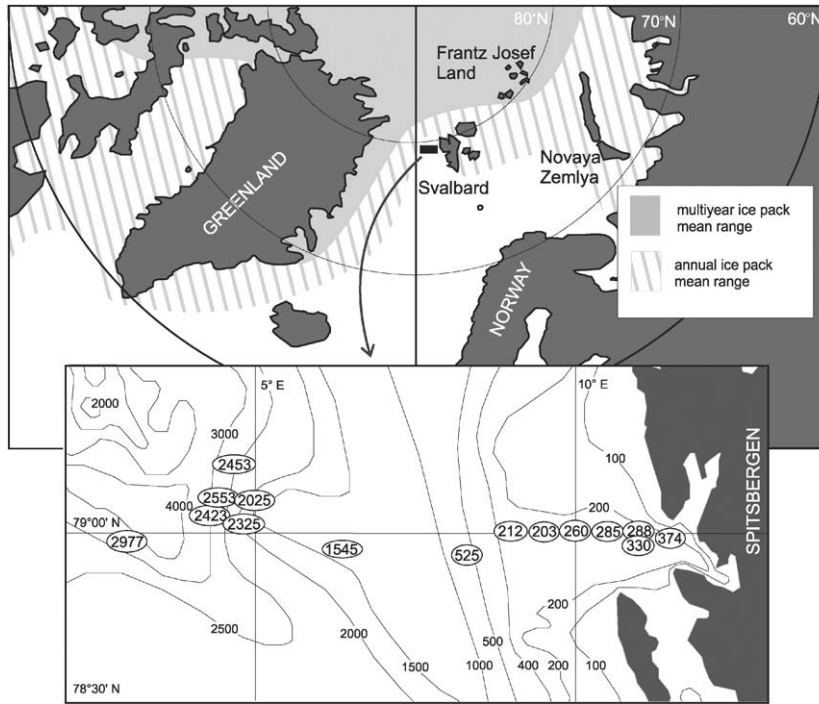 80°N
70°N
60°N
Frantz Josef
Land
Novaya
Zemlya
Svalbard
GREENLAND
NORWAY
multiyear ice pack
mean range
annual ice pack
mean range
5° E
10° E
2000
3000
100
SPITSBERGEN
2453
200
2553
2025
4000
2423
2325
79°00' N
2977
1545
525
212
203
260
285
288
330
374
2500
2000
1500
1000
500
400
200
200
100
78°30' N